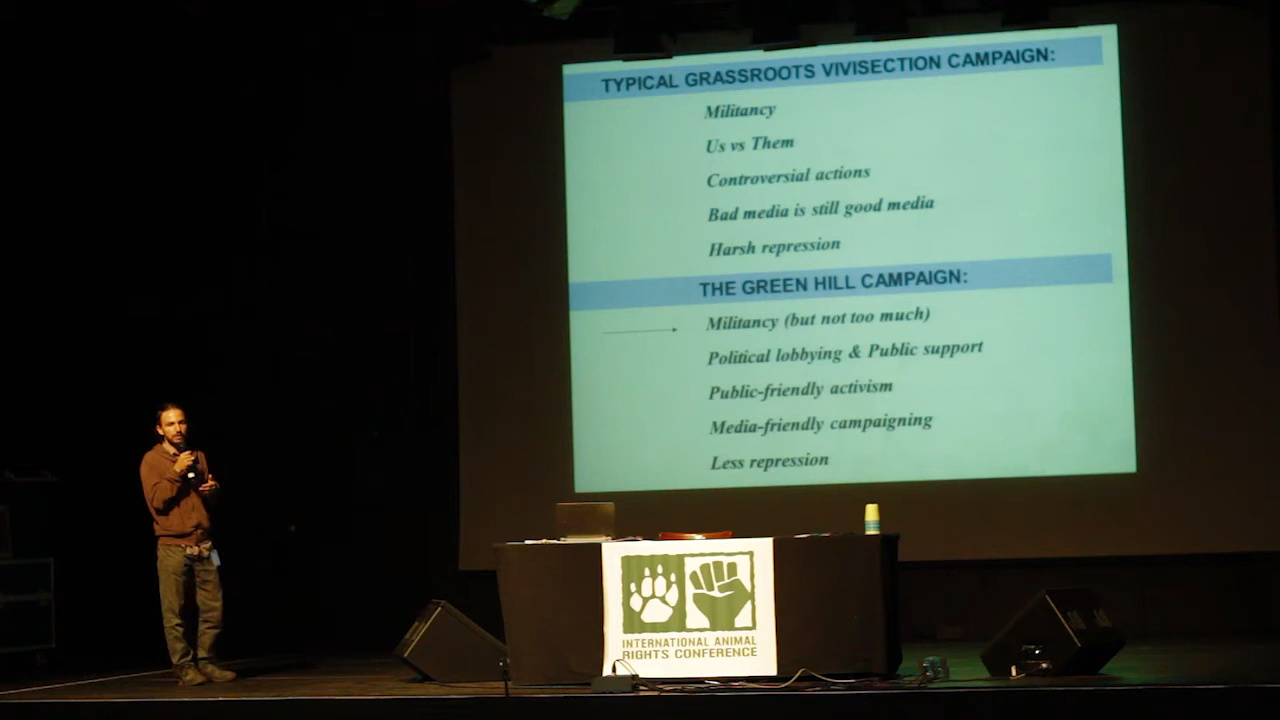 TYPICAL GRASSROOTS VIVISECTION CAMPAIGN:
Militancy
Us vs Them
Controversial actions
Bad media is still good media
Harsh repression
THE GREEN HILL CAMPAIGN:
Militancy (but not too much)
Political lobbying & Public support
Public-friendly activism
Media-friendly campaigning
Less repression
INTERNATIONAL ANIMAL
RIGHTS CONFERENCE